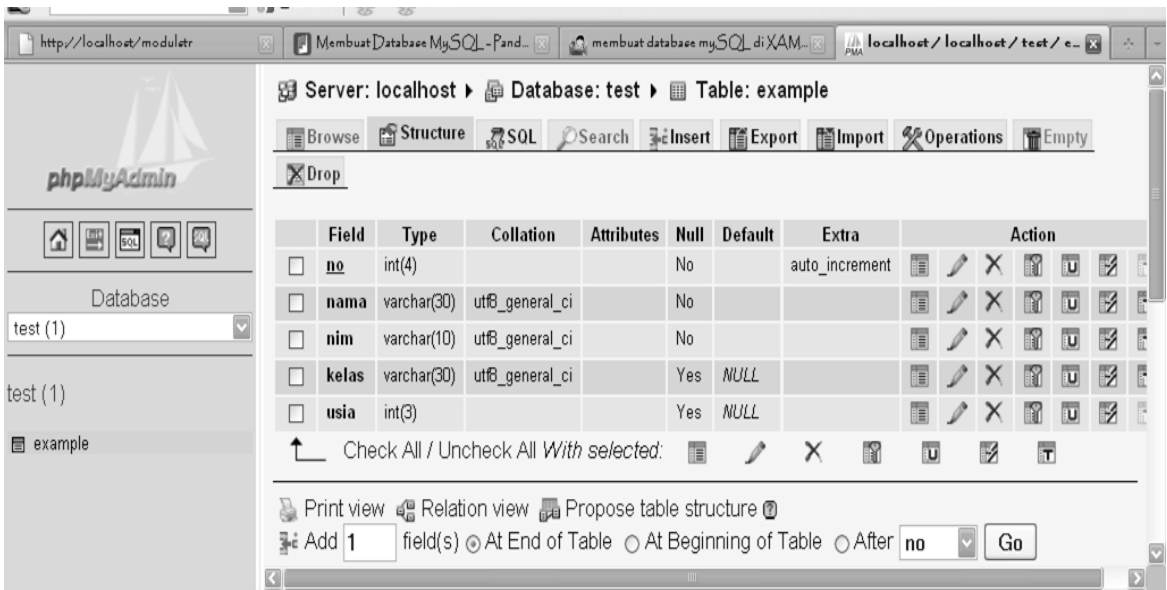 http://localhost/moduletr Membuat Database MySQL - Pand... membuat database mySQL di XAM... localhost / localhost / test / e...
PMA
phpMyAdmin
SQL ? SQL
Database
test (1)
test (1)
example
Server: localhost ▸ Database: test ▸ Table: example
Browse Structure SQL Search Insert Export Import Operations Empty
Drop
Field Type Collation Attributes Null Default Extra Action
no int(4) No auto_increment
nama varchar(30) utf8_general_ci No
nim varchar(10) utf8_general_ci No
kelas varchar(30) utf8_general_ci Yes NULL
usia int(3) Yes NULL
Check All / Uncheck All With selected:
Print view Relation view Propose table structure ?
Add 1 field(s) At End of Table At Beginning of Table After no Go